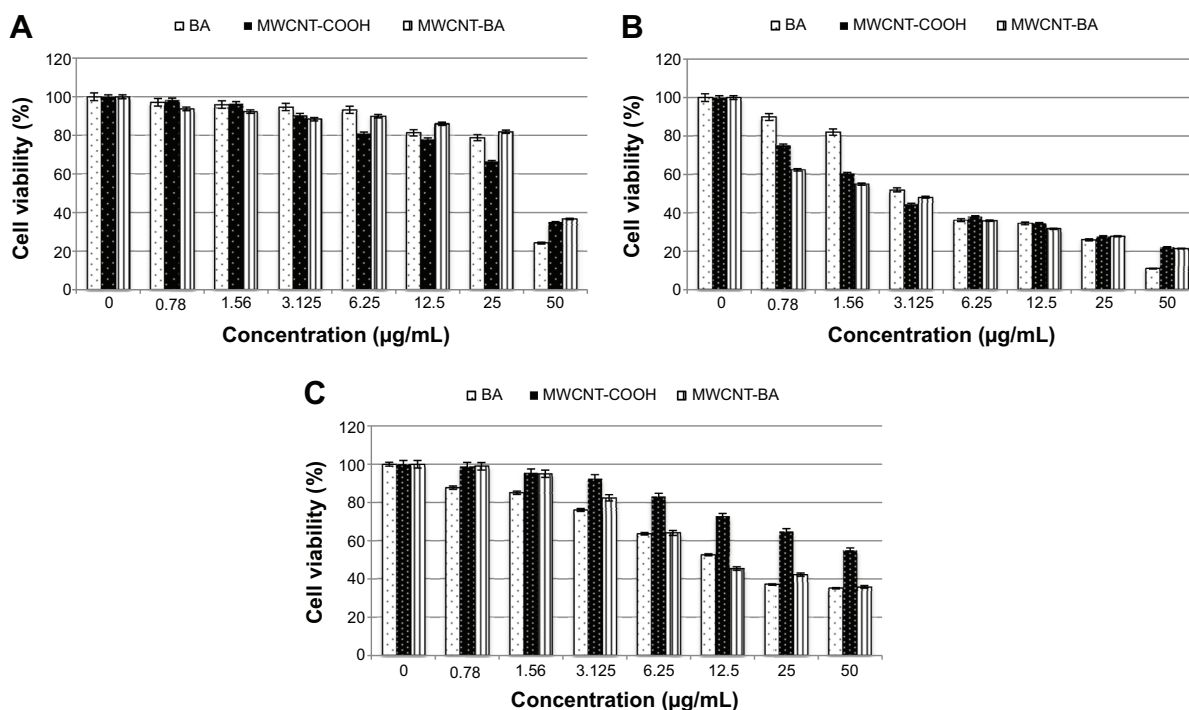 A
BA MWCNT-COOH MWCNT-BA
Cell viability (%)
120
100
80
60
40
20
0
0 0.78 1.56 3.125 6.25 12.5 25 50
Concentration (µg/mL)
B
BA MWCNT-COOH MWCNT-BA
Cell viability (%)
120
100
80
60
40
20
0
0 0.78 1.56 3.125 6.25 12.5 25 50
Concentration (µg/mL)
C
BA MWCNT-COOH MWCNT-BA
Cell viability (%)
120
100
80
60
40
20
0
0 0.78 1.56 3.125 6.25 12.5 25 50
Concentration (µg/mL)